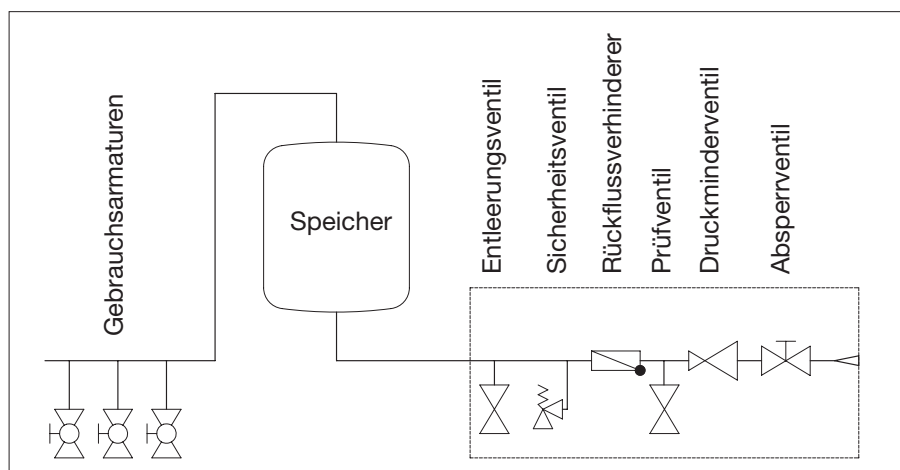 Gebrauchsarmaturen
Speicher
Entleerungsventil
Sicherheitsventil
Rückflussverhinderer
Prüfventil
Druckminderventil
Absperrventil